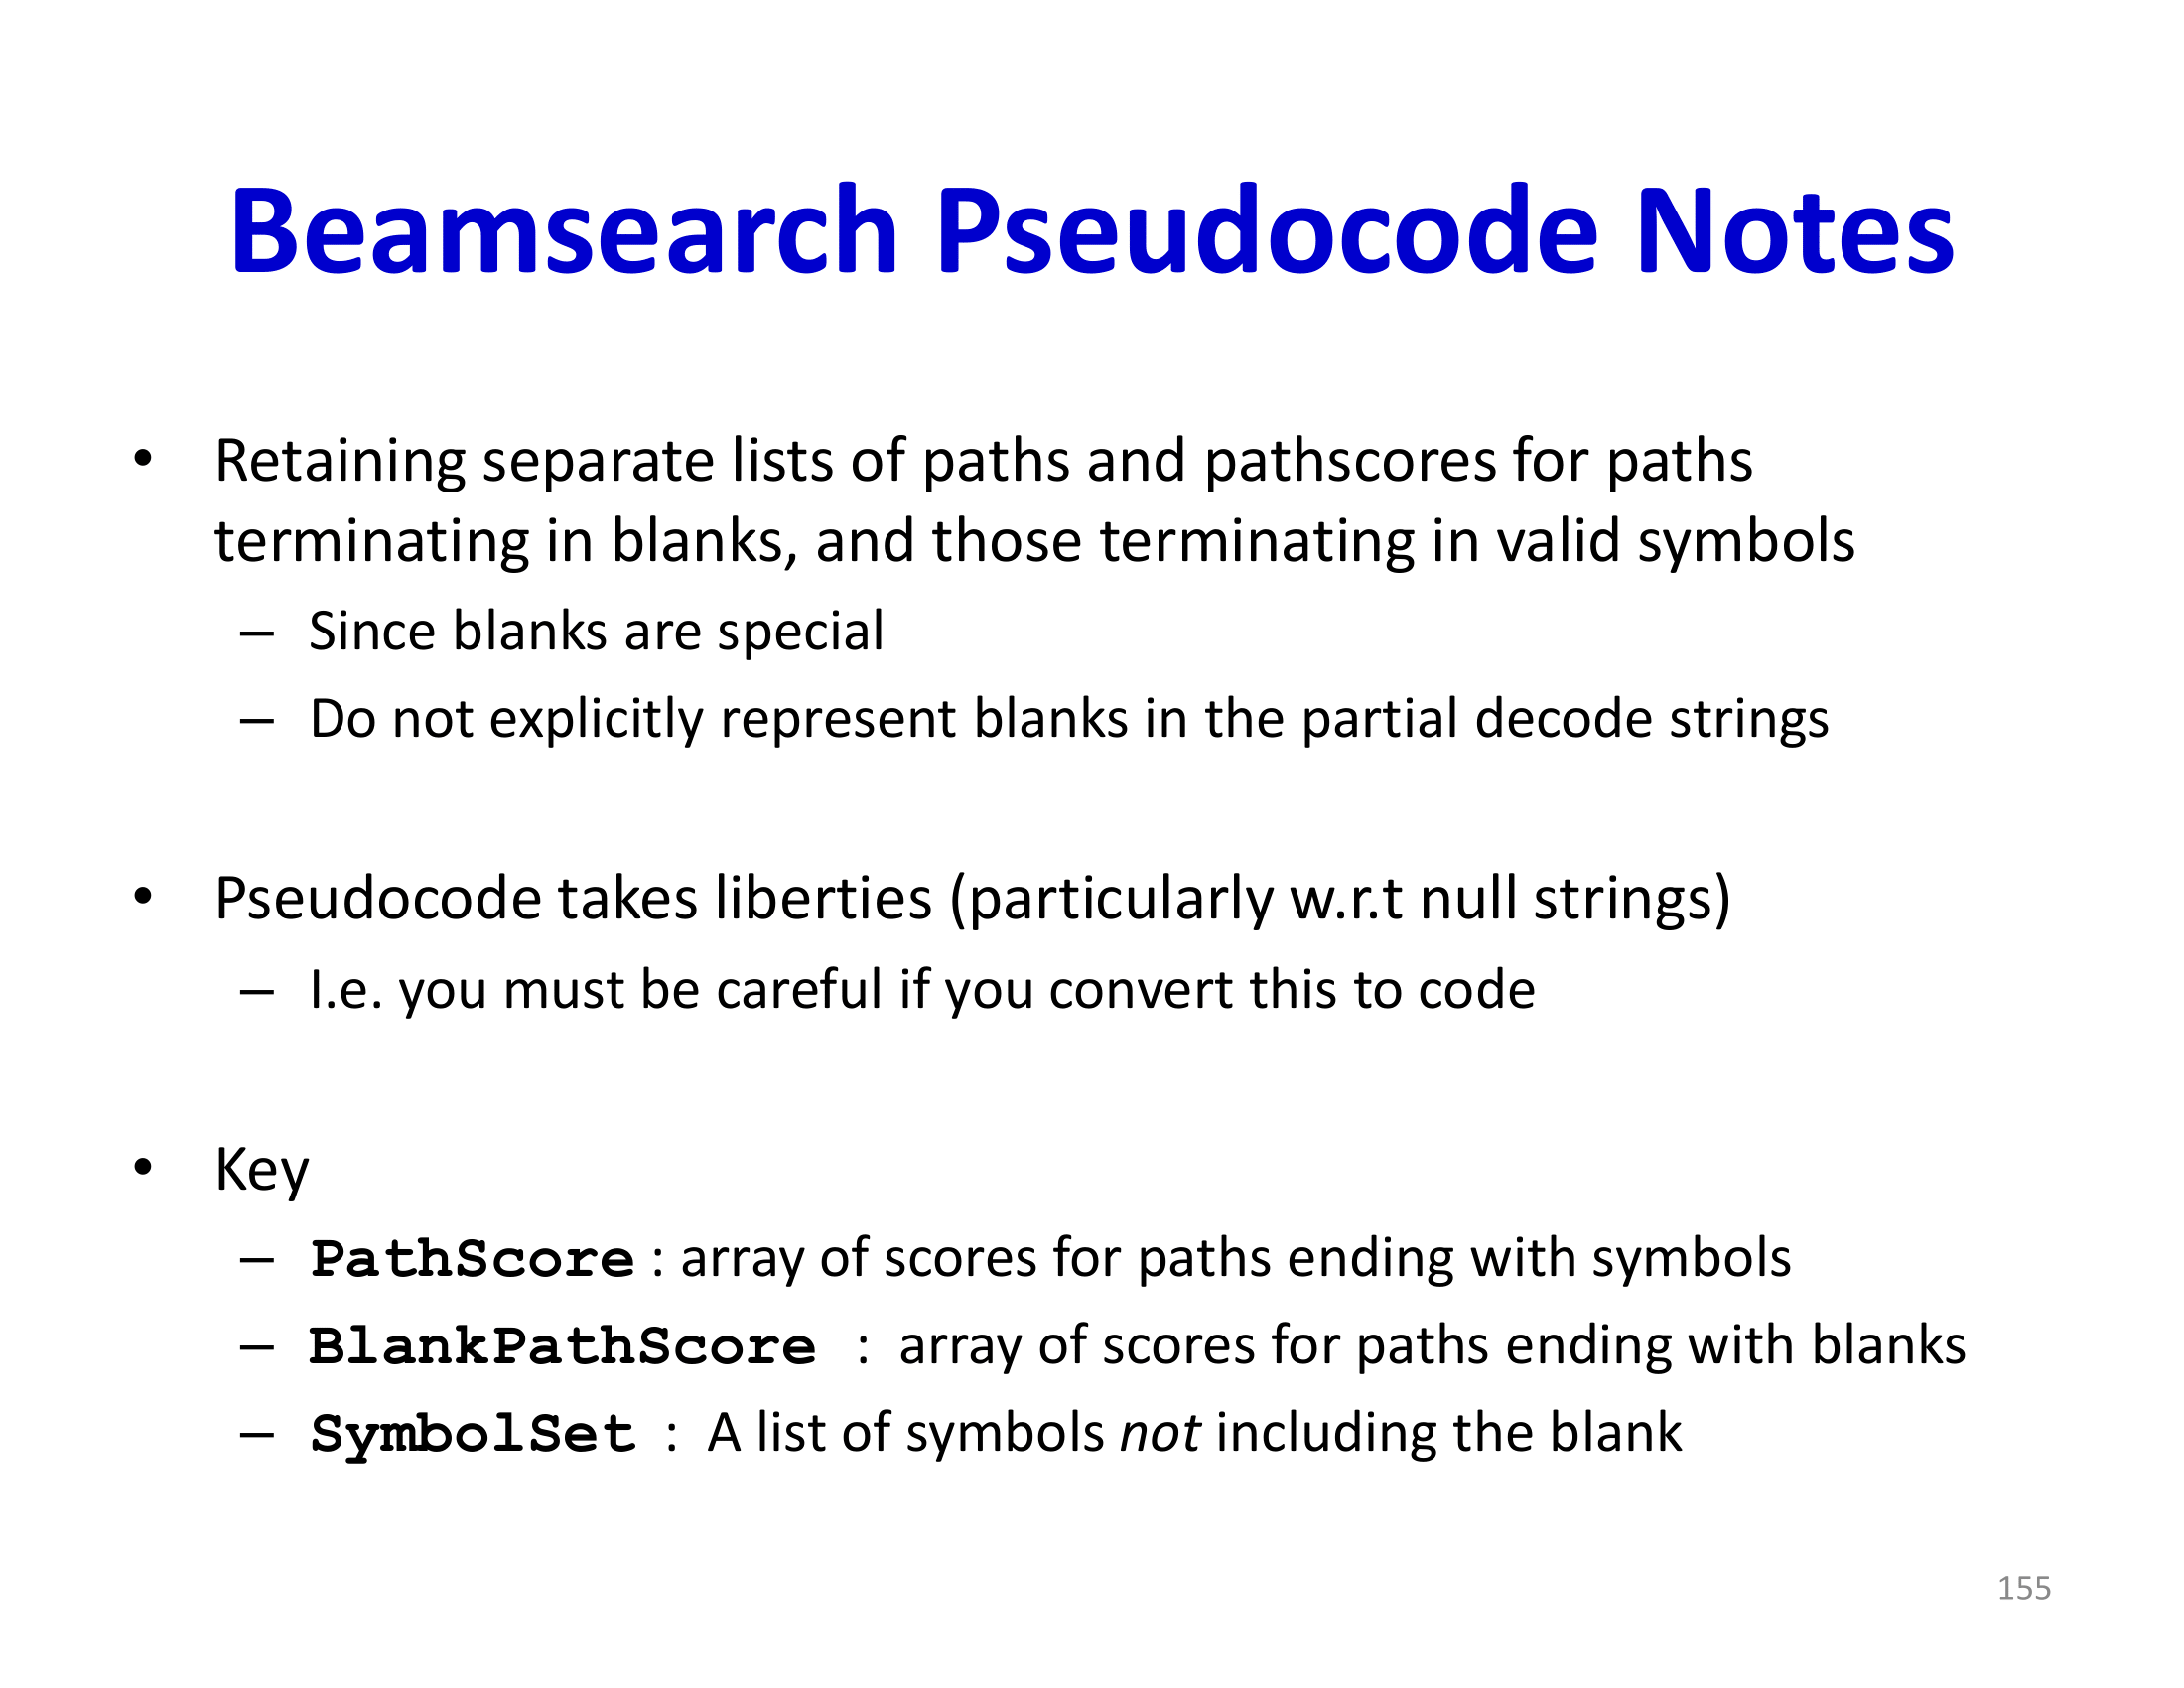 Beamsearch Pseudocode Notes
• Retaining separate lists of paths and pathscores for paths
terminating in blanks, and those terminating in valid symbols
– Since blanks are special
– Do not explicitly represent blanks in the partial decode strings
• Pseudocode takes liberties (particularly w.r.t null strings)
– I.e. you must be careful if you convert this to code
• Key
– PathScore : array of scores for paths ending with symbols
– BlankPathScore : array of scores for paths ending with blanks
– SymbolSet : A list of symbols not including the blank
155